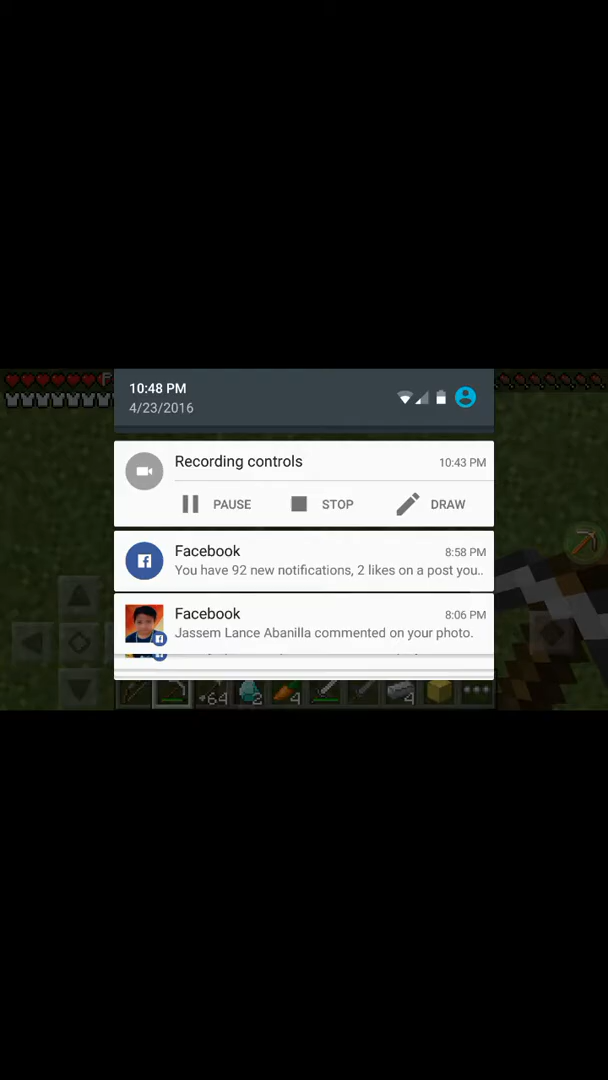 10:48 PM
4/23/2016
Recording controls 10:43 PM
PAUSE STOP DRAW
Facebook 8:58 PM
You have 92 new notifications, 2 likes on a post you..
Facebook 8:06 PM
Jassem Lance Abanilla commented on your photo.
64 2 4 4